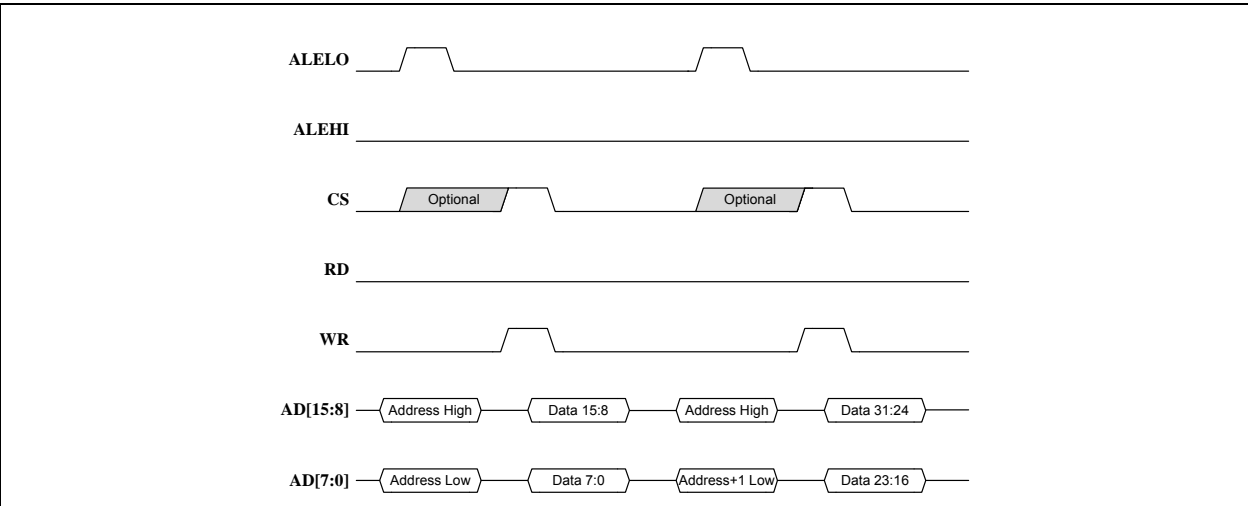 ALELO
ALEHI
CS Optional Optional
RD
WR
AD[15:8] Address High Data 15:8 Address High Data 31:24
AD[7:0] Address Low Data 7:0 Address+1 Low Data 23:16